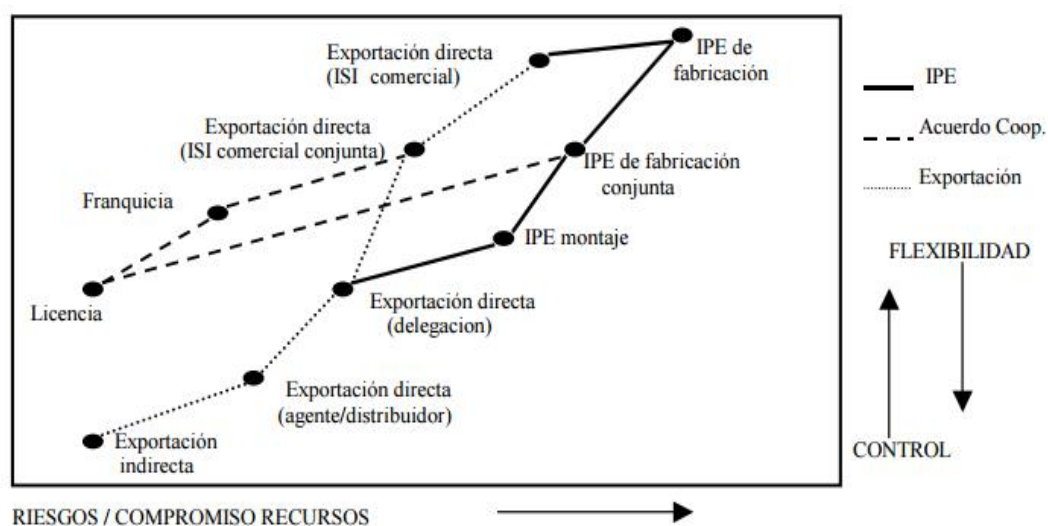 Exportación directa
(ISI comercial)
IPE de
fabricación
IPE
Exportación directa
(ISI comercial conjunta)
Acuerdo Coop.
IPE de fabricación
conjunta
Exportación
Franquicia
IPE montaje
FLEXIBILIDAD
Licencia
Exportación directa
(delegacion)
Exportación directa
(agente/distribuidor)
Exportación
indirecta
CONTROL
RIESGOS / COMPROMISO RECURSOS